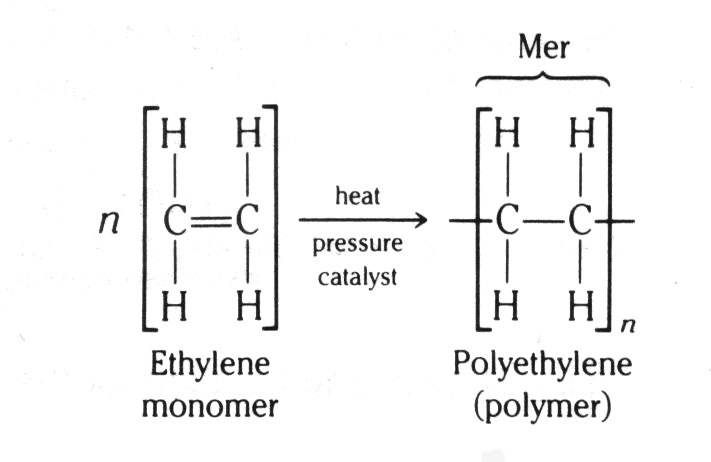 Mer
H H
n C=C
H H
heat
pressure
catalyst
C—C
H H
H H
n
Ethylene
monomer
Polyethylene
(polymer)